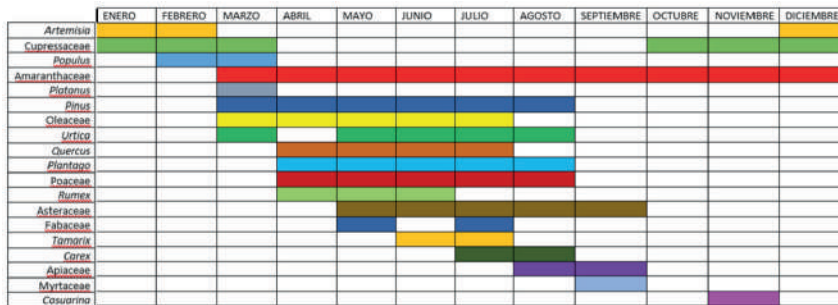 ENERO FEBRERO MARZO ABRIL MAYO JUNIO JULIO AGOSTO SEPTIEMBRE OCTUBRE NOVIEMBRE DICIEMBRE
Artemisia
Cupressaceae
Populus
Amaranthaceae
Platanus
Pinus
Oleaceae
Urtica
Quercus
Plantago
Poaceae
Rumex
Asteraceae
Fabaceae
Tamarix
Carex
Apiaceae
Myrtaceae
Casuarina